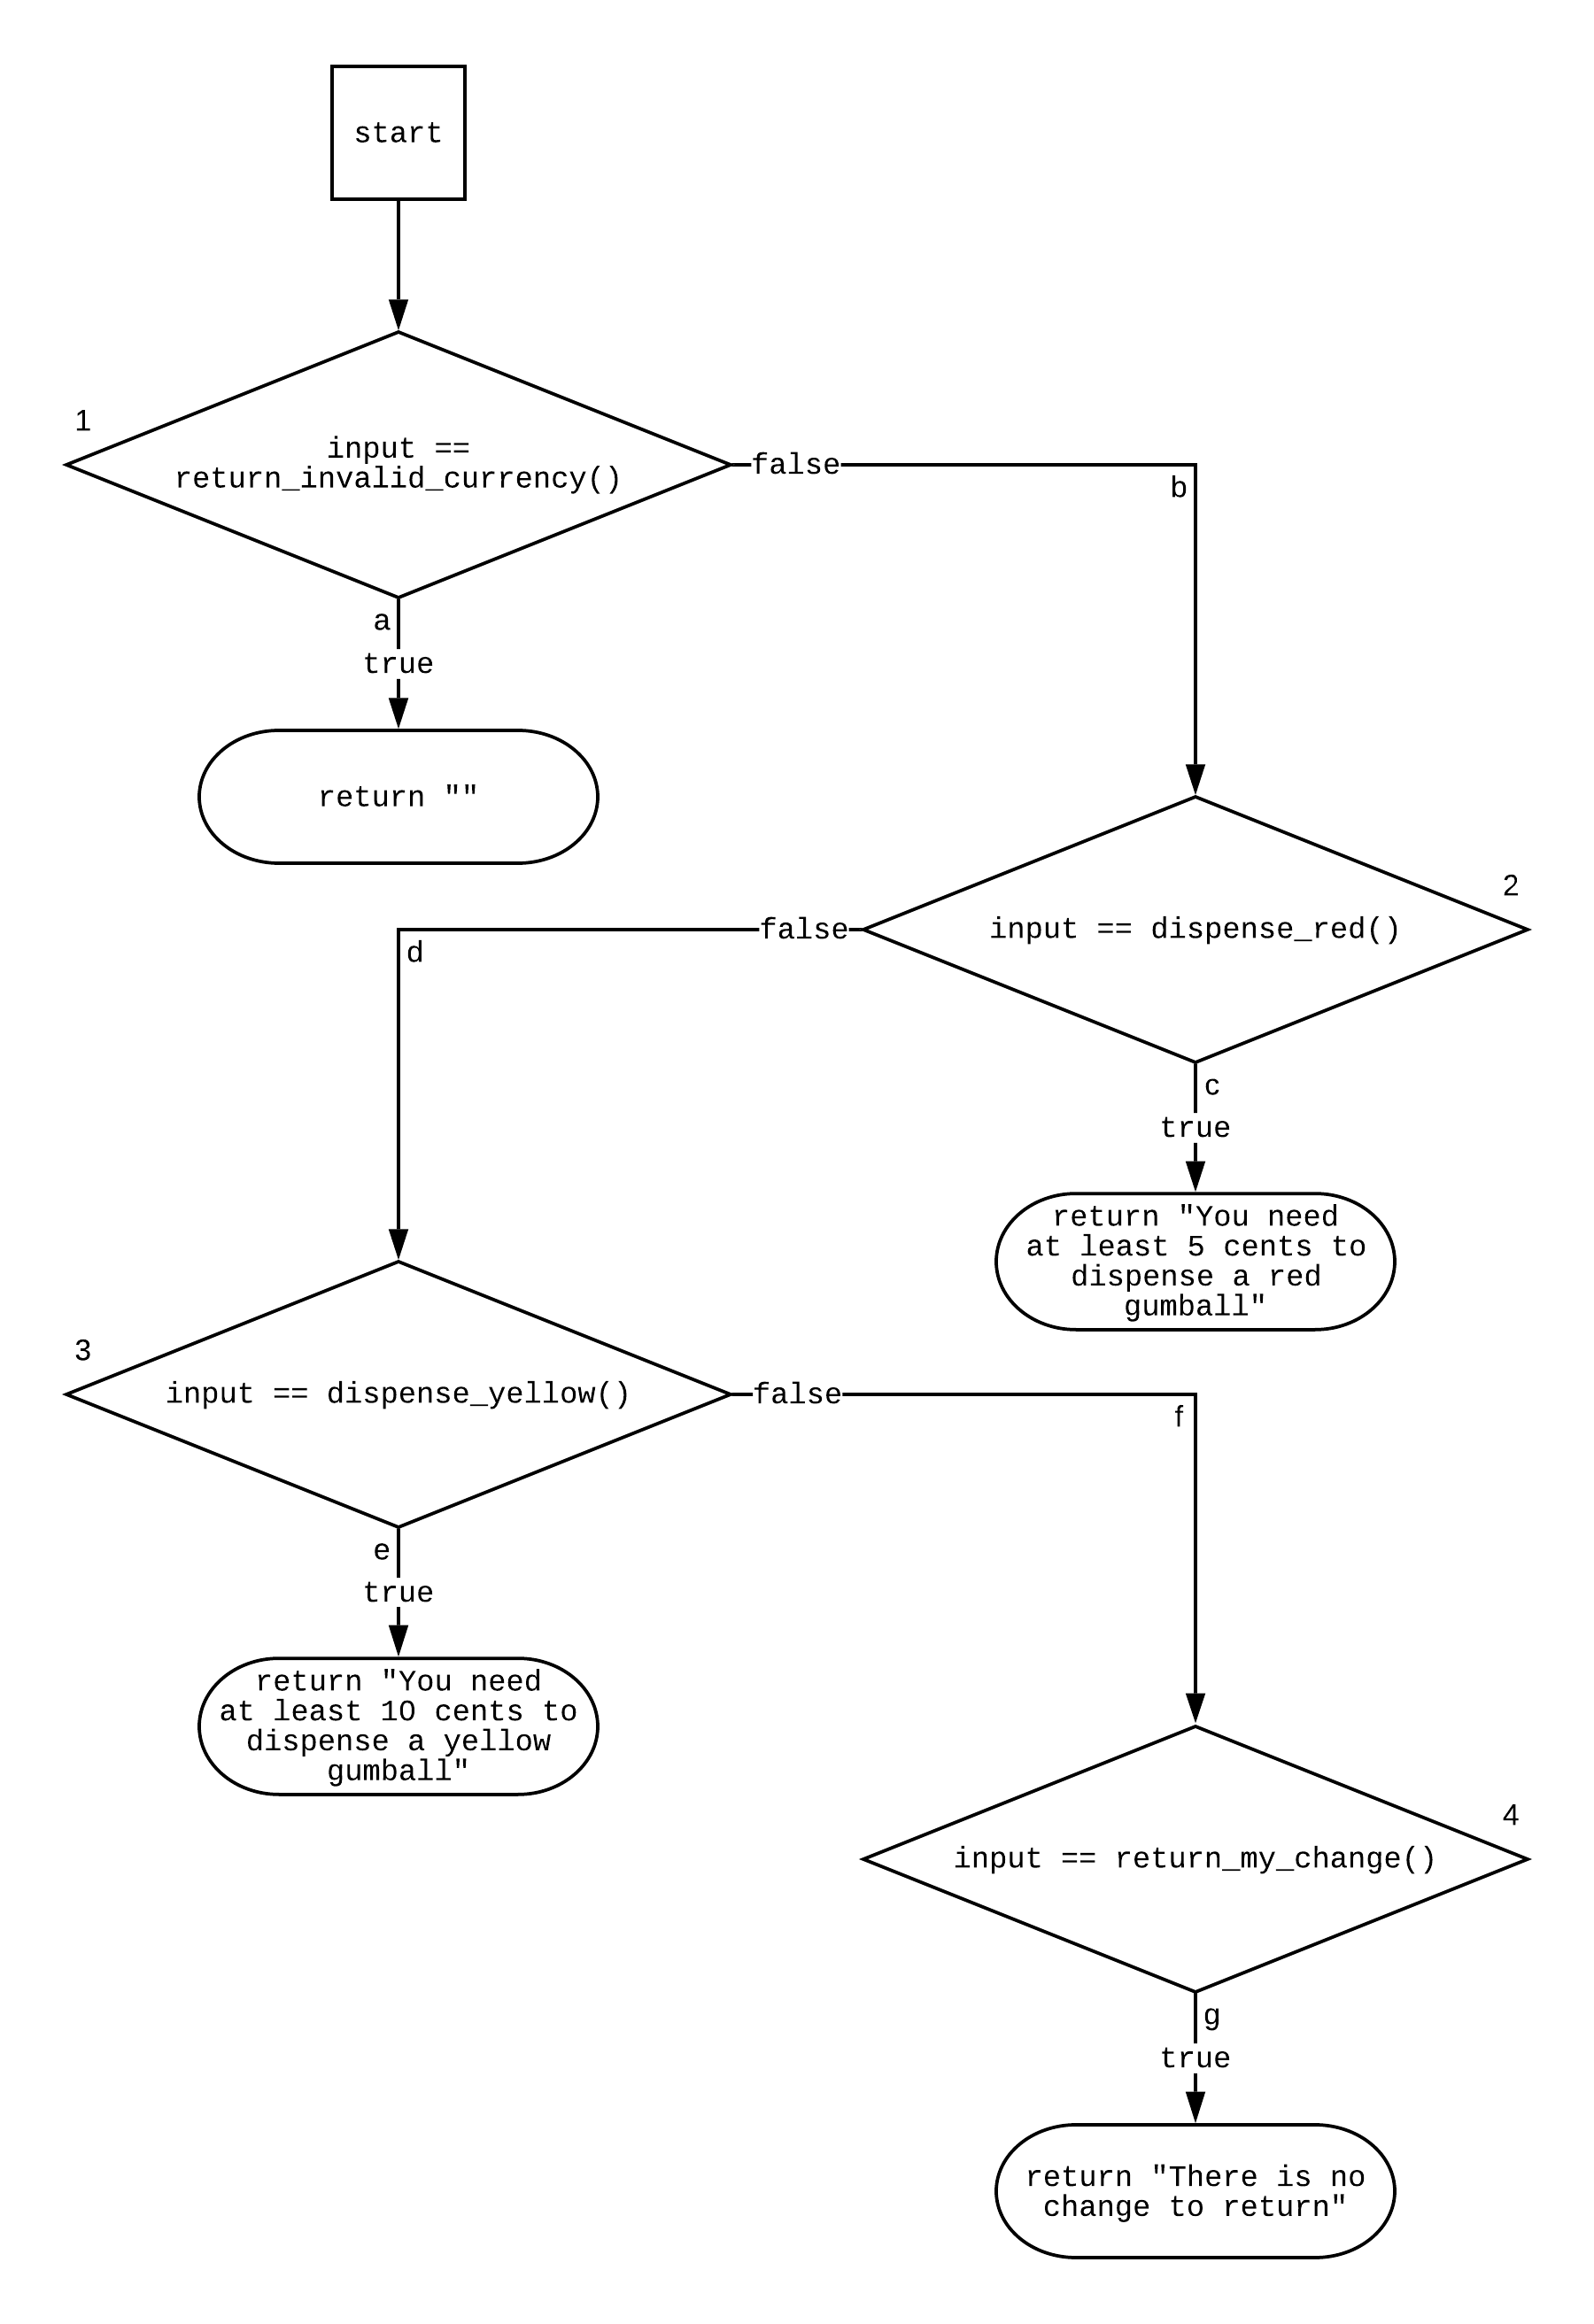 start
1
input ==
return_invalid_currency()
false
b
a
true
return ""
2
input == dispense_red()
false
d
c
true
return "You need
at least 5 cents to
dispense a red
gumball"
3
input == dispense_yellow()
false
f
e
true
return "You need
at least 10 cents to
dispense a yellow
gumball"
4
input == return_my_change()
g
true
return "There is no
change to return"